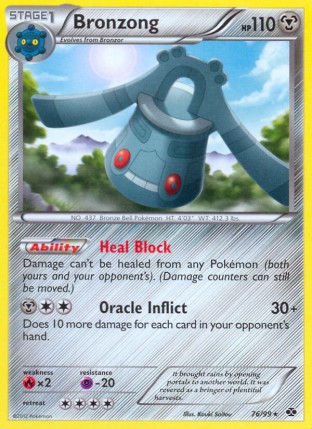 STAGE1
Bronzong
HP110
Evolves from Bronzor
NO. 437 Bronze Bell Pokémon HT. 4'03" WT. 412.3 lbs.
Ability Heal Block
Damage can't be healed from any Pokémon (both
yours and your opponent's). (Damage counters can still
be moved.)
Oracle Inflict 30+
Does 10 more damage for each card in your opponent's
hand.
weakness resistance
×2 -20
retreat
It brought rains by opening
portals to another world. It was
revered as a bringer of plentiful
harvests.
©2012 Pokémon
Illus. Kouki Saitou
76/99★